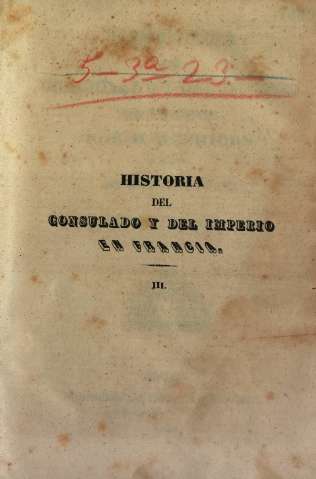 5-3ª 23.
HISTORIA
DEL
CONSULADO Y DEL IMPERIO
EN FRANCIA.
III.